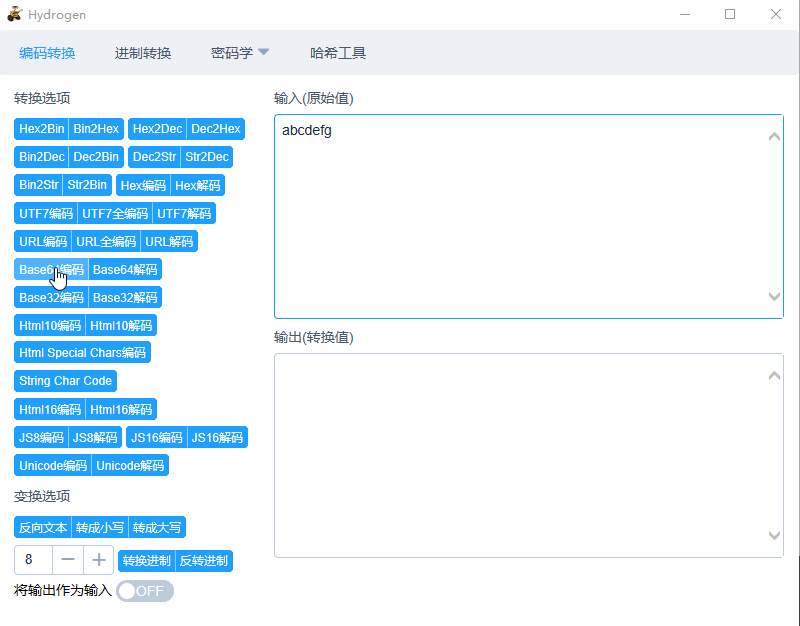 Hydrogen
编码转换 进制转换 密码学 哈希工具
转换选项
Hex2Bin Bin2Hex Hex2Dec Dec2Hex
Bin2Dec Dec2Bin Dec2Str Str2Dec
Bin2Str Str2Bin Hex编码 Hex解码
UTF7编码 UTF7全编码 UTF7解码
URL编码 URL全编码 URL解码
Base64编码 Base64解码
Base32编码 Base32解码
Html10编码 Html10解码
Html Special Chars编码
String Char Code
Html16编码 Html16解码
JS8编码 JS8解码 JS16编码 JS16解码
Unicode编码 Unicode解码
变换选项
反向文本 转成小写 转成大写
8 转换进制 反转进制
将输出作为输入 OFF
输入(原始值)
abcdefg
输出(转换值)